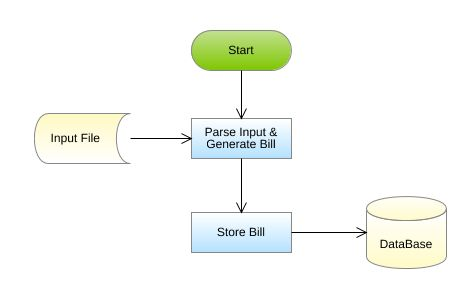 Start
Input File
Parse Input &
Generate Bill
Store Bill
DataBase